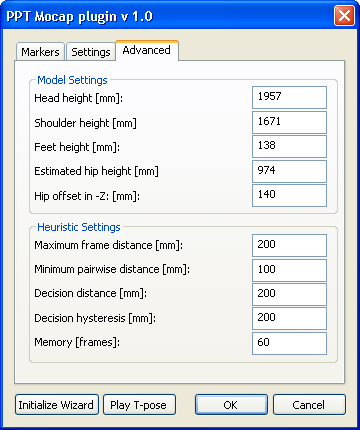 PPT Mocap plugin v 1.0
Markers Settings Advanced
Model Settings
Head height [mm]: 1957
Shoulder height [mm] 1671
Feet height [mm]: 138
Estimated hip height [mm] 974
Hip offset in -Z: [mm]: 140
Heuristic Settings
Maximum frame distance [mm]: 200
Minimum pairwise distance [mm]: 100
Decision distance [mm]: 200
Decision hysteresis [mm]: 200
Memory [frames]: 60
Initialize Wizard Play T-pose OK Cancel